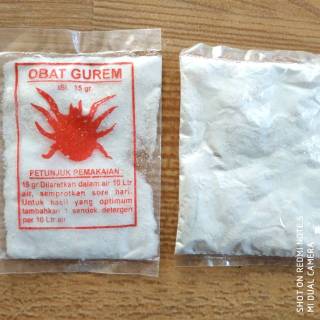 OBAT GUREM
ISI. 15 gr.
PETUNJUK PEMAKAIAN :
15 gr Dilarutkan dalam air 10 Ltr
air, semprotkan sore hari.
Untuk hasil yang optimum
tambahkan 1 sendok detergen
per 10 Ltr air
SHOT ON REDMI NOTE 5
MI DUAL CAMERA